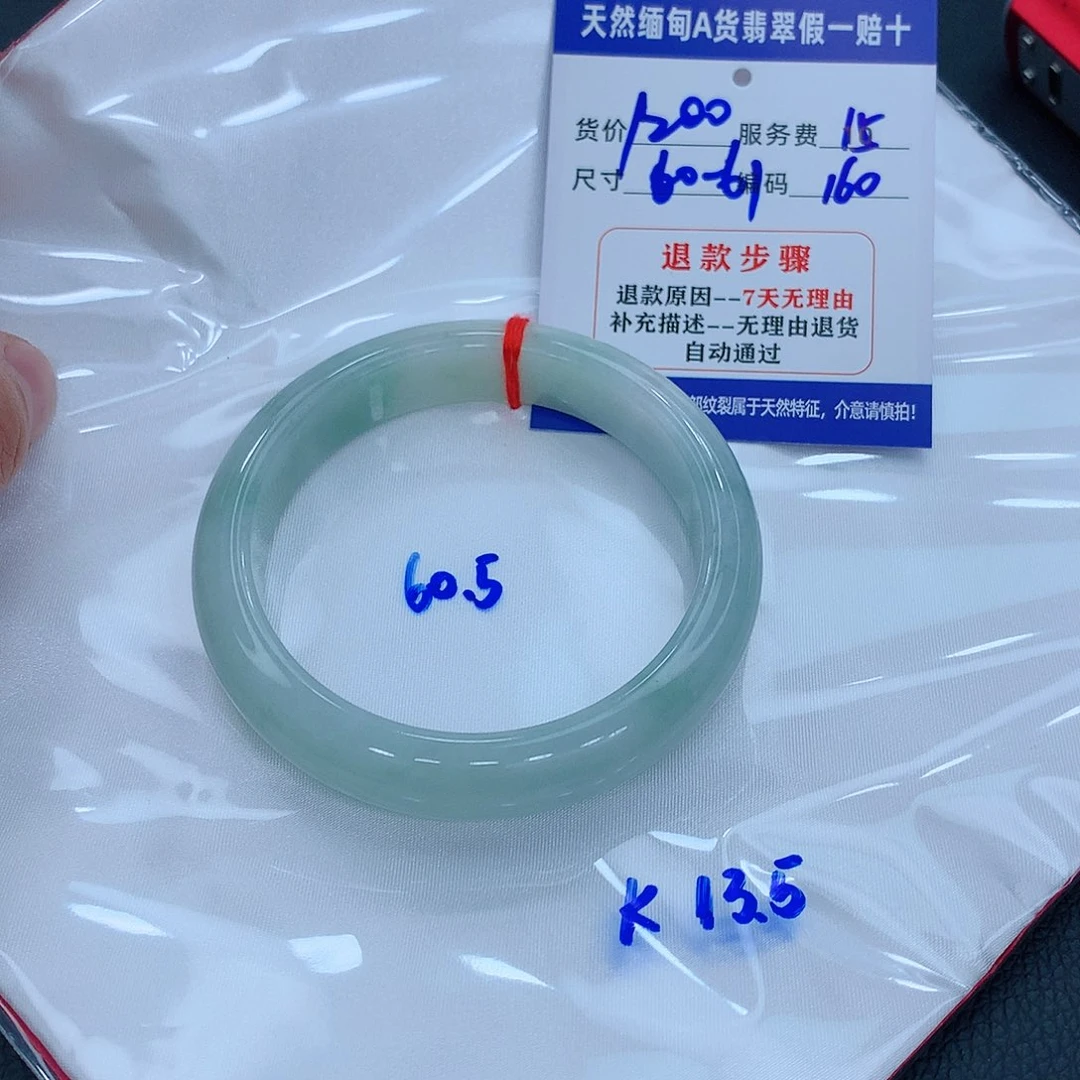 天然缅甸A货翡翠假一赔十
货价 1200 服务费 15
尺寸 60-61 编码 160
退款步骤
退款原因--7天无理由
补充描述--无理由退货
自动通过
纹裂属于天然特征，介意请慎拍!
60.5
K 13.5